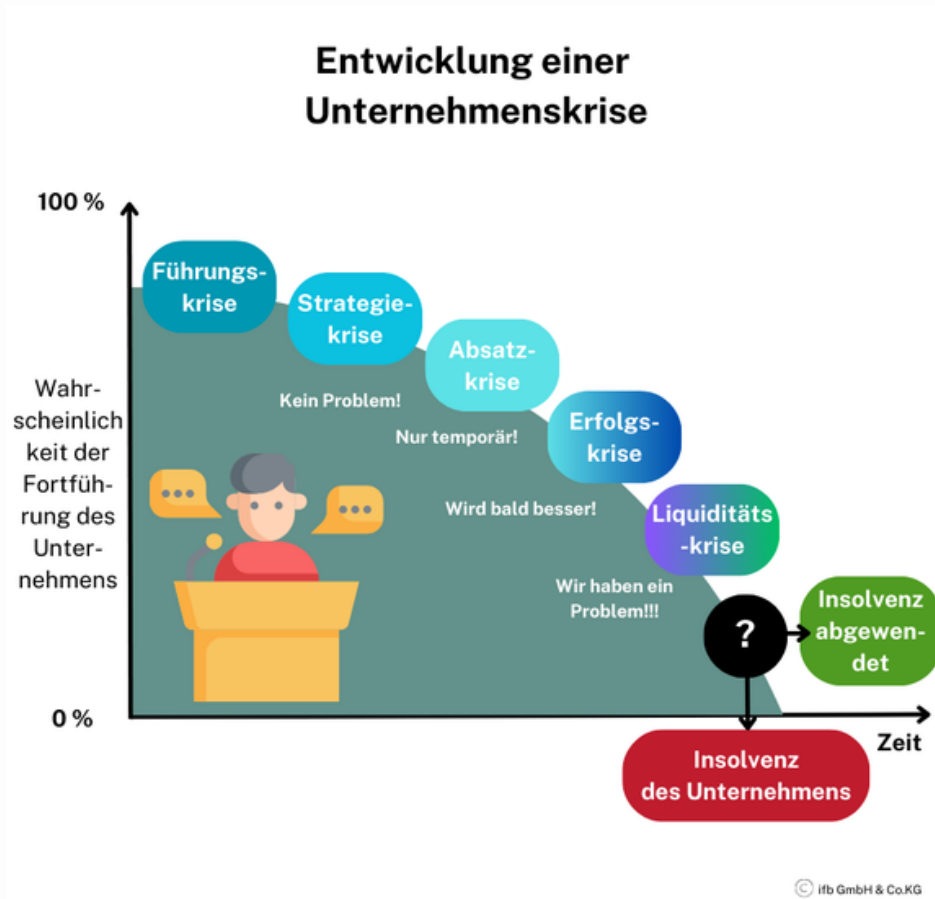 Entwicklung einer
Unternehmenskrise
100 %
Führungs-
krise
Strategie-
krise
Absatz-
krise
Erfolgs-
krise
Liquiditäts
-krise
Kein Problem!
Nur temporär!
Wird bald besser!
Wir haben ein
Problem!!!
Wahr-
scheinlich
keit der
Fortfüh-
rung des
Unter-
nehmens
?
Insolvenz
abgewen-
det
0 %
Zeit
Insolvenz
des Unternehmens
© ifb GmbH & Co.KG